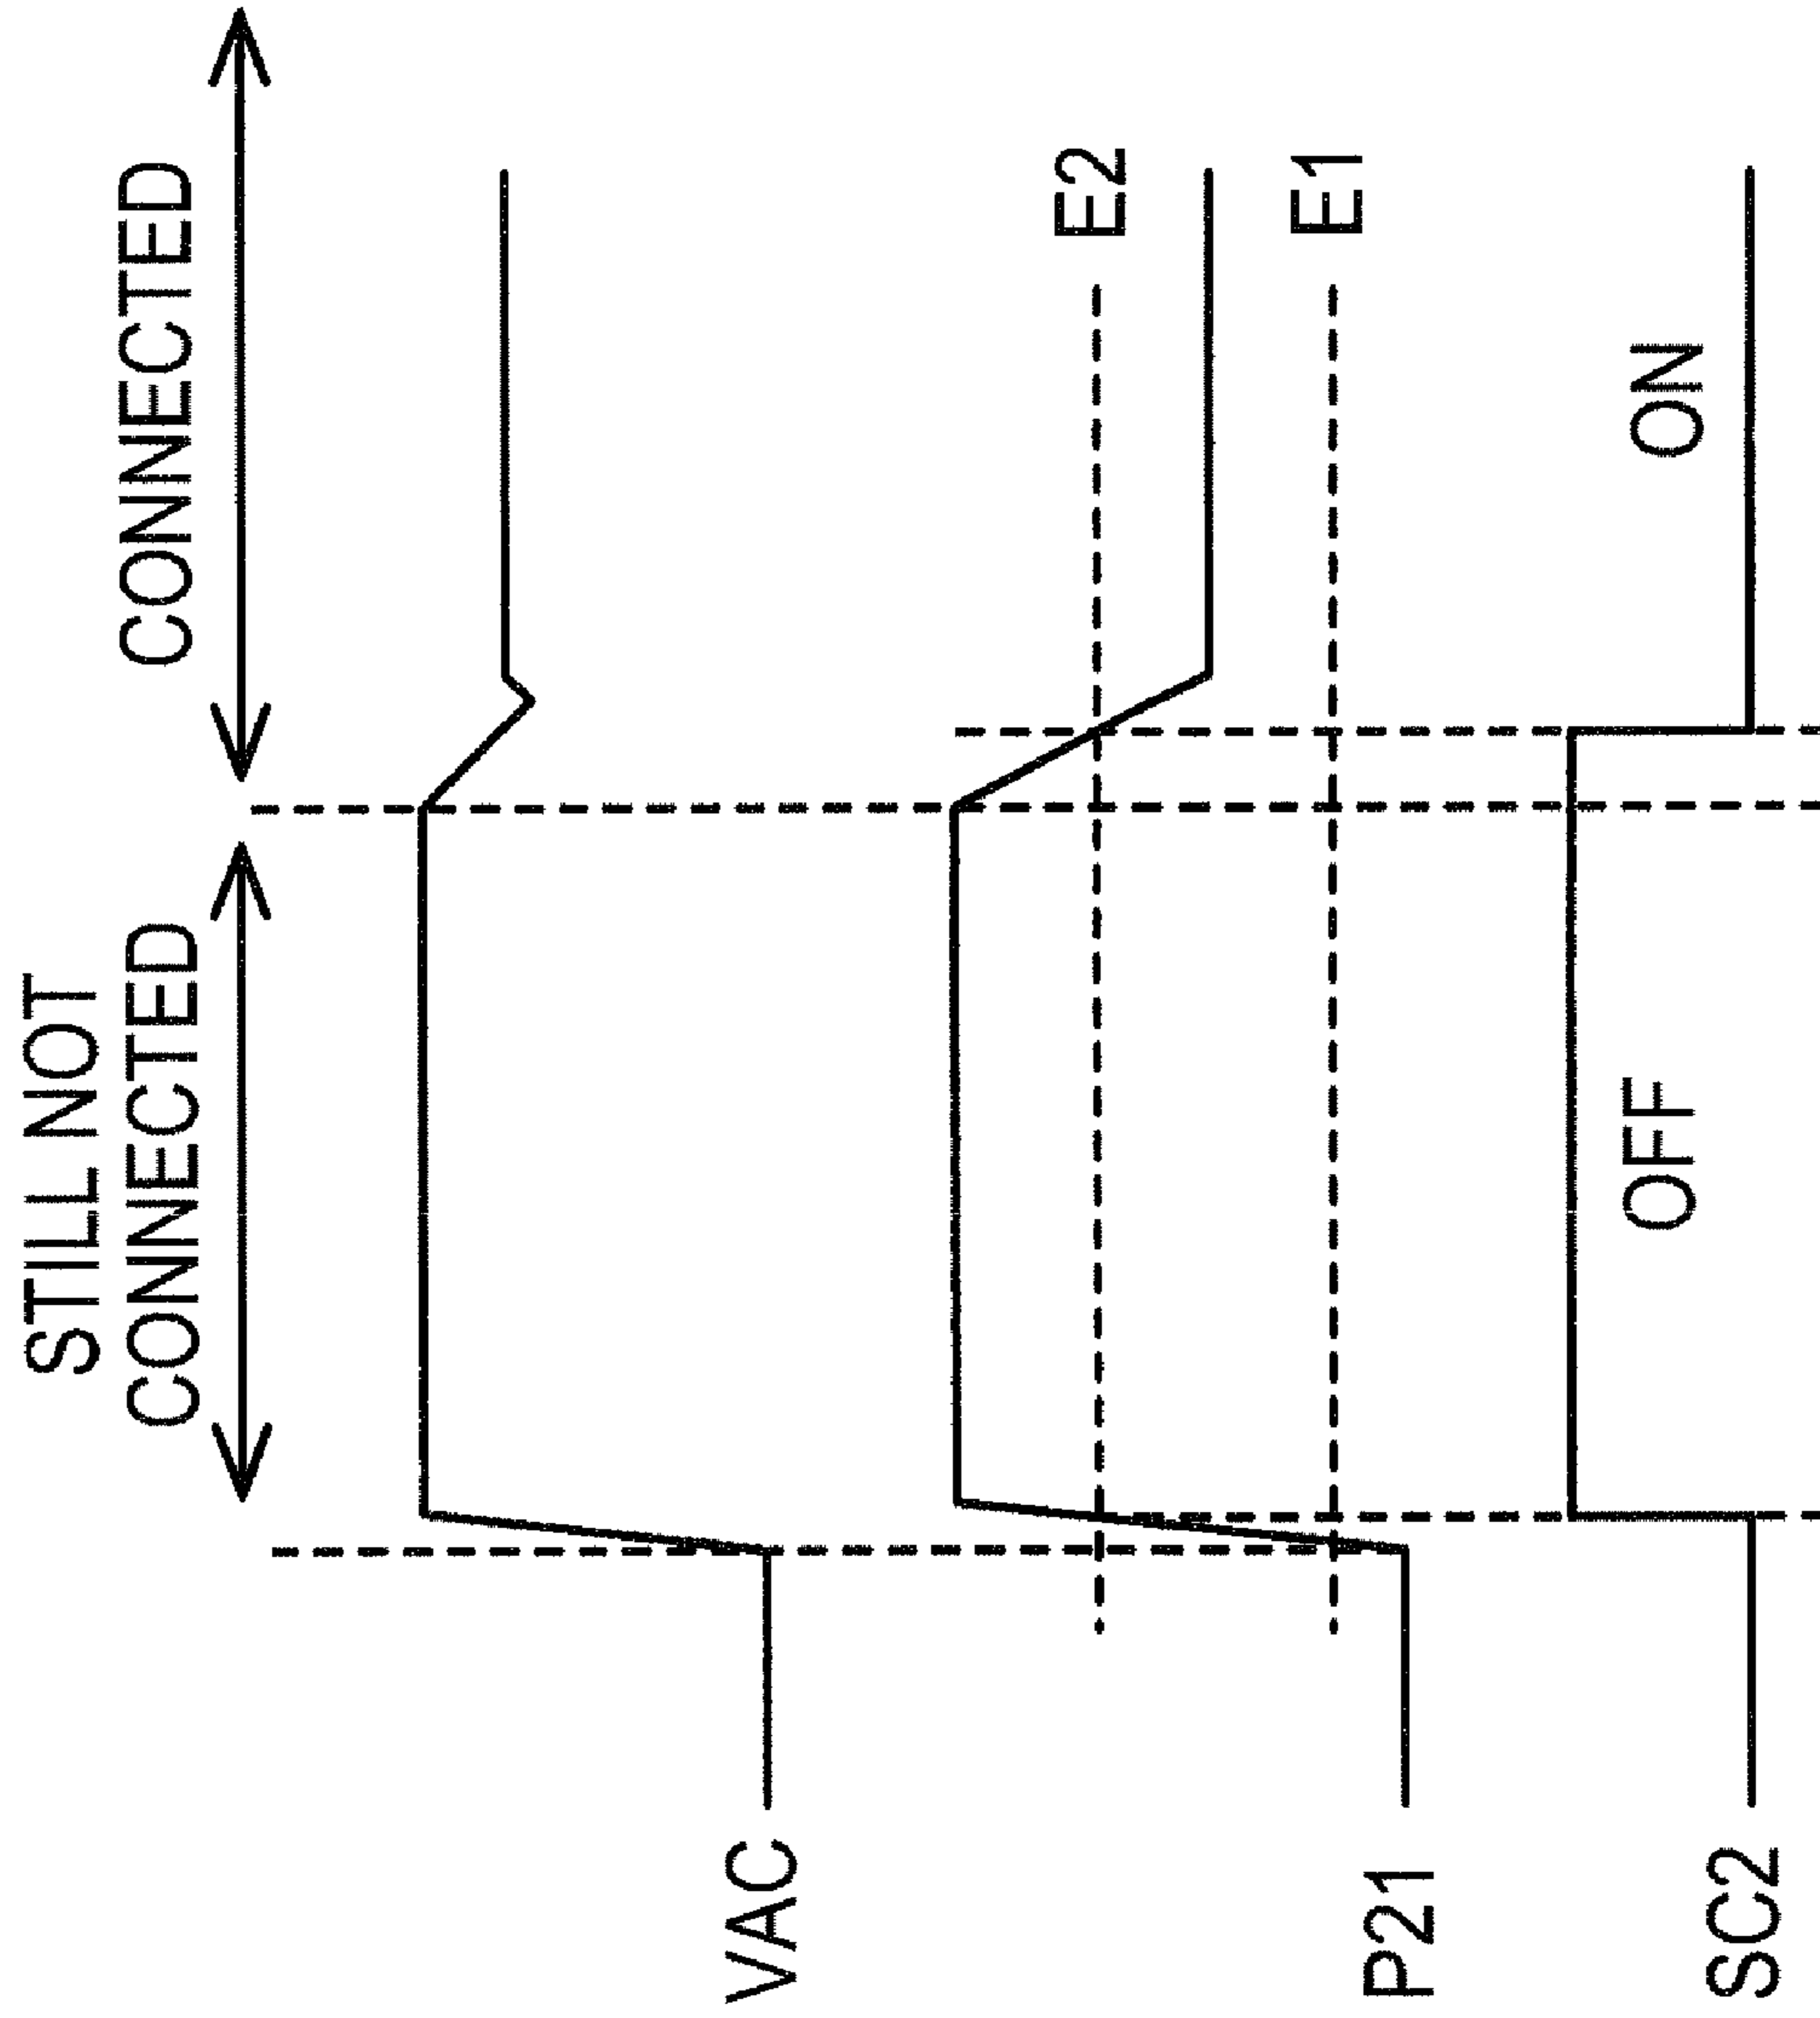 STILL NOT
CONNECTED
CONNECTED
VAC
E2
E1
P21
OFF
ON
SC2